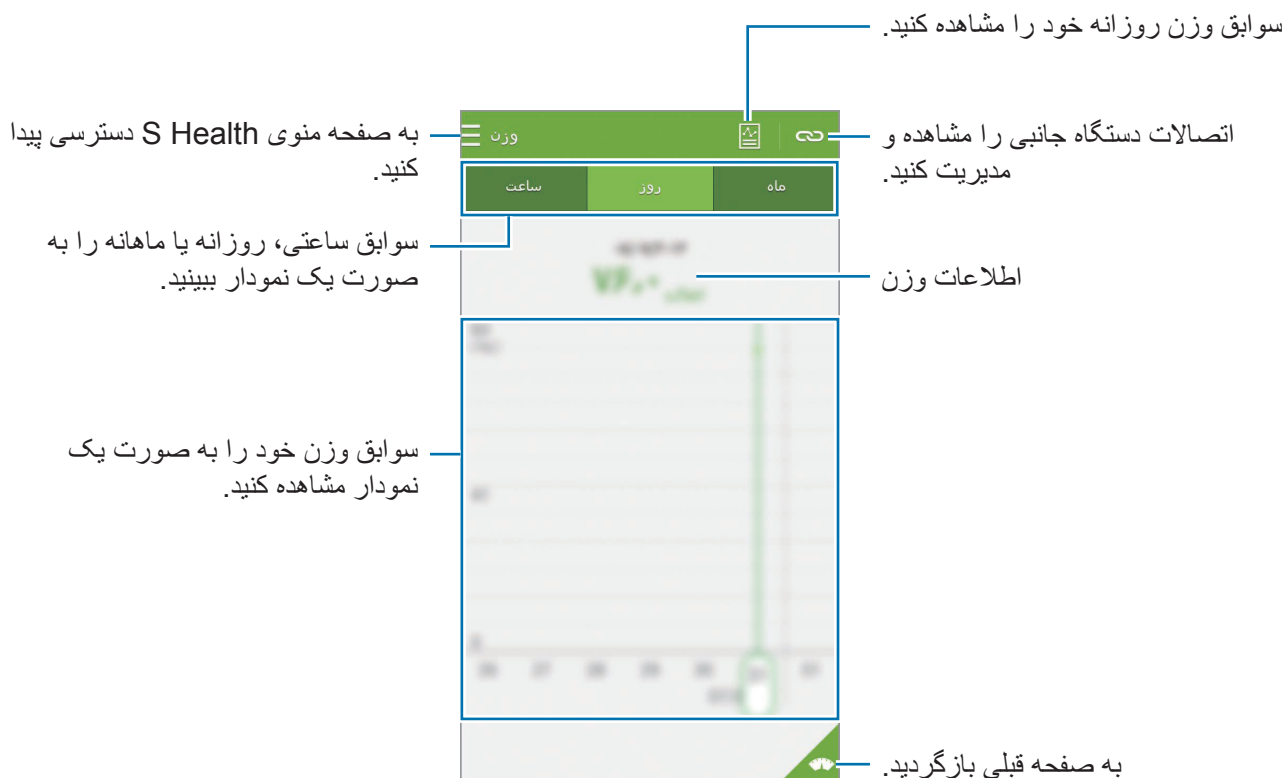 سوابق وزن روزانه خود را مشاهده کنید.
اتصالات دستگاه جانبی را مشاهده و
مدیریت کنید.
به صفحه منوی S Health دسترسی پیدا
کنید.
وزن
ماه
روز
ساعت
سوابق ساعتی، روزانه یا ماهانه را به
صورت یک نمودار ببینید.
اطلاعات وزن
سوابق وزن خود را به صورت یک
نمودار مشاهده کنید.
به صفحه قبلی بازگردید.